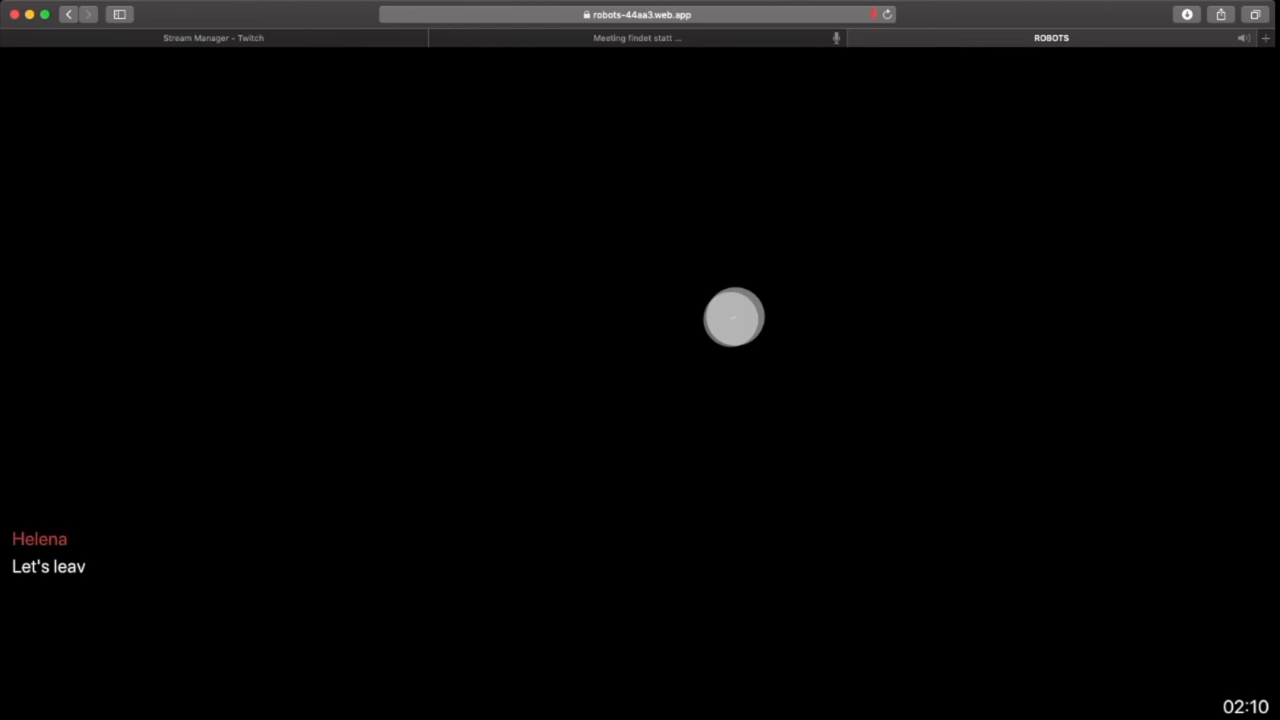 robots-44aa3.web.app
Stream Manager - Twitch
Meeting findet statt ...
ROBOTS
Helena
Let's leav
02:10